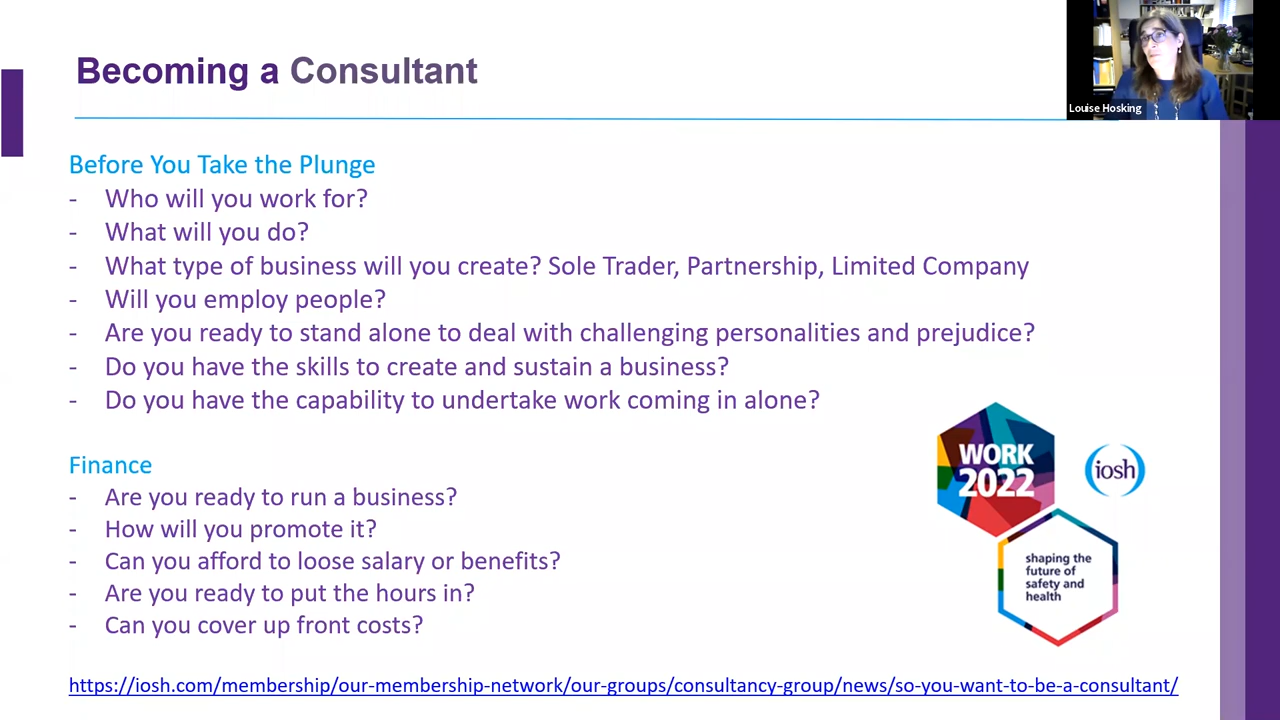 Becoming a Consultant
Louise Hosking
Before You Take the Plunge
- Who will you work for?
- What will you do?
- What type of business will you create? Sole Trader, Partnership, Limited Company
- Will you employ people?
- Are you ready to stand alone to deal with challenging personalities and prejudice?
- Do you have the skills to create and sustain a business?
- Do you have the capability to undertake work coming in alone?
Finance
- Are you ready to run a business?
- How will you promote it?
- Can you afford to loose salary or benefits?
- Are you ready to put the hours in?
- Can you cover up front costs?
WORK
2022
iosh
shaping the
future of
safety and
health
https://iosh.com/membership/our-membership-network/our-groups/consultancy-group/news/so-you-want-to-be-a-consultant/